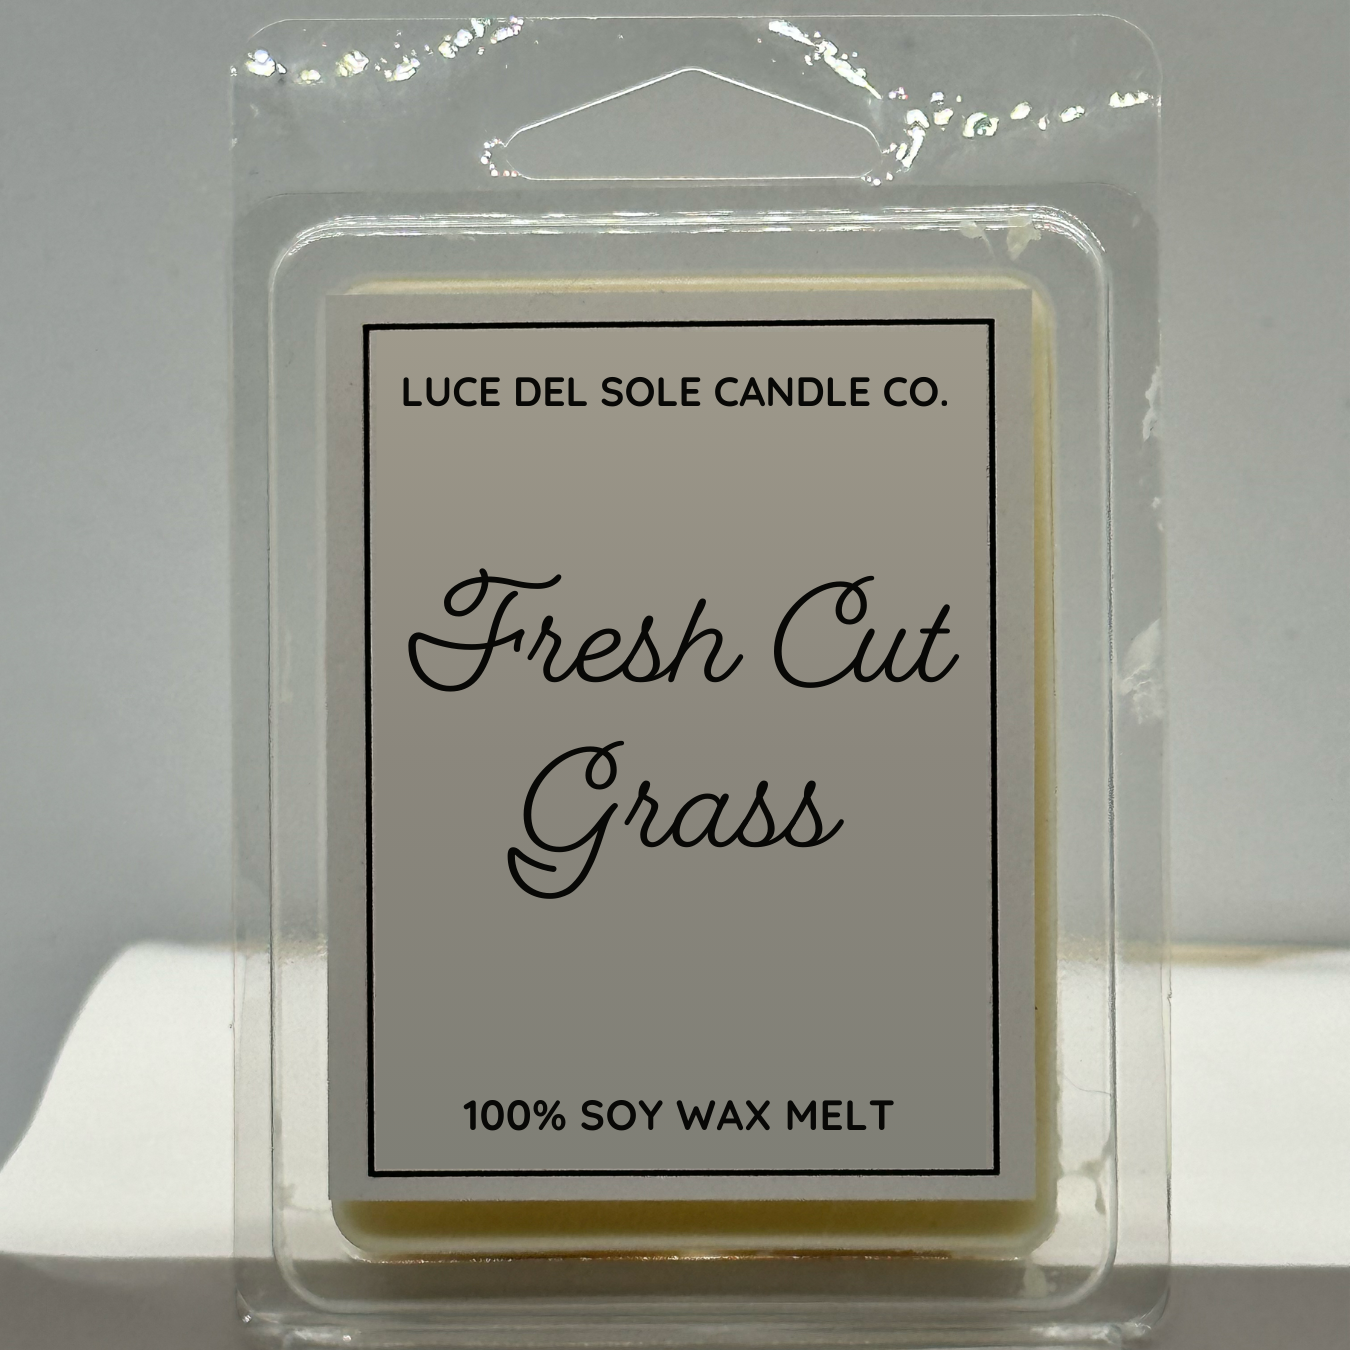 LUCE DEL SOLE CANDLE CO.
Fresh Cut
Grass
100% SOY WAX MELT